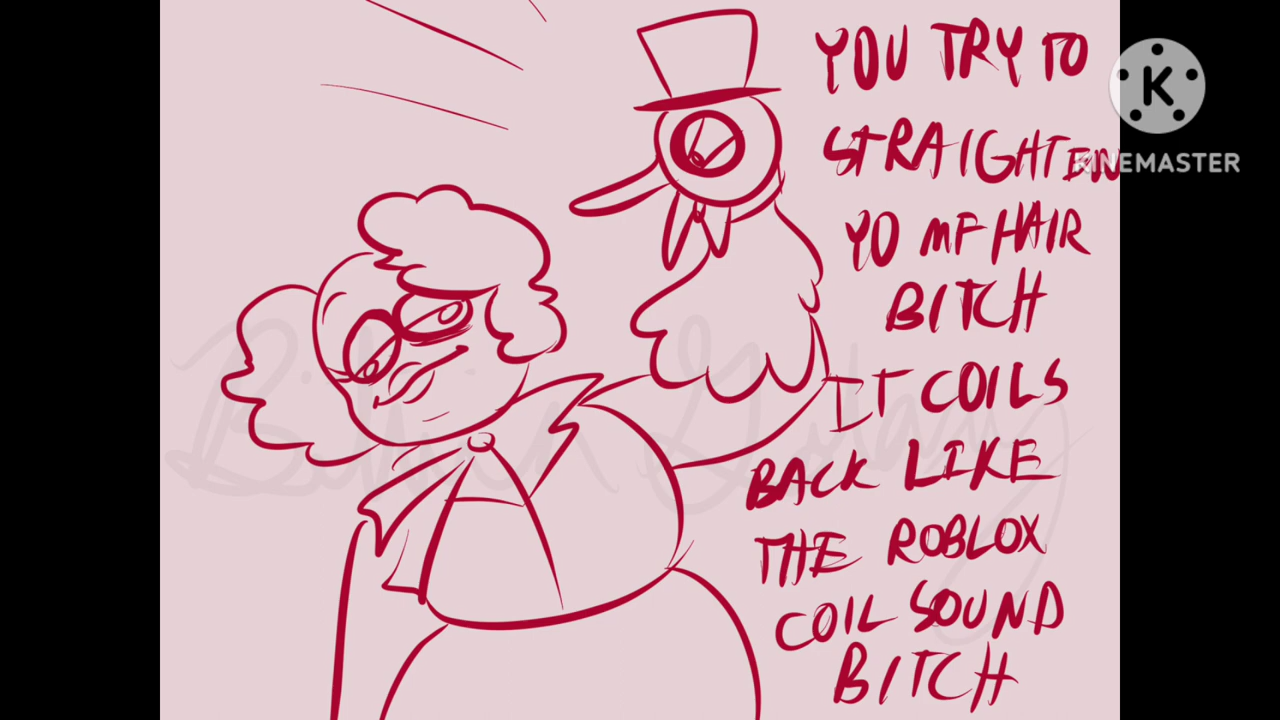 YOU TRY TO
STRAIGHTEN
YO MF HAIR
BITCH
IT COILS
BACK LIKE
THE ROBLOX
COIL SOUND
BITCH
K
KINEMASTER